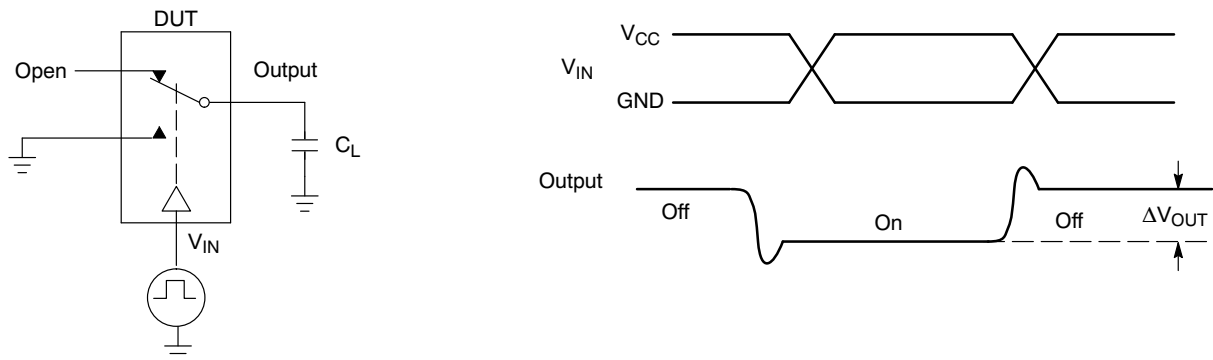 DUT
Open
Output
C_L
V_IN
V_CC
V_IN
GND
Output
Off
On
Off
ΔV_OUT